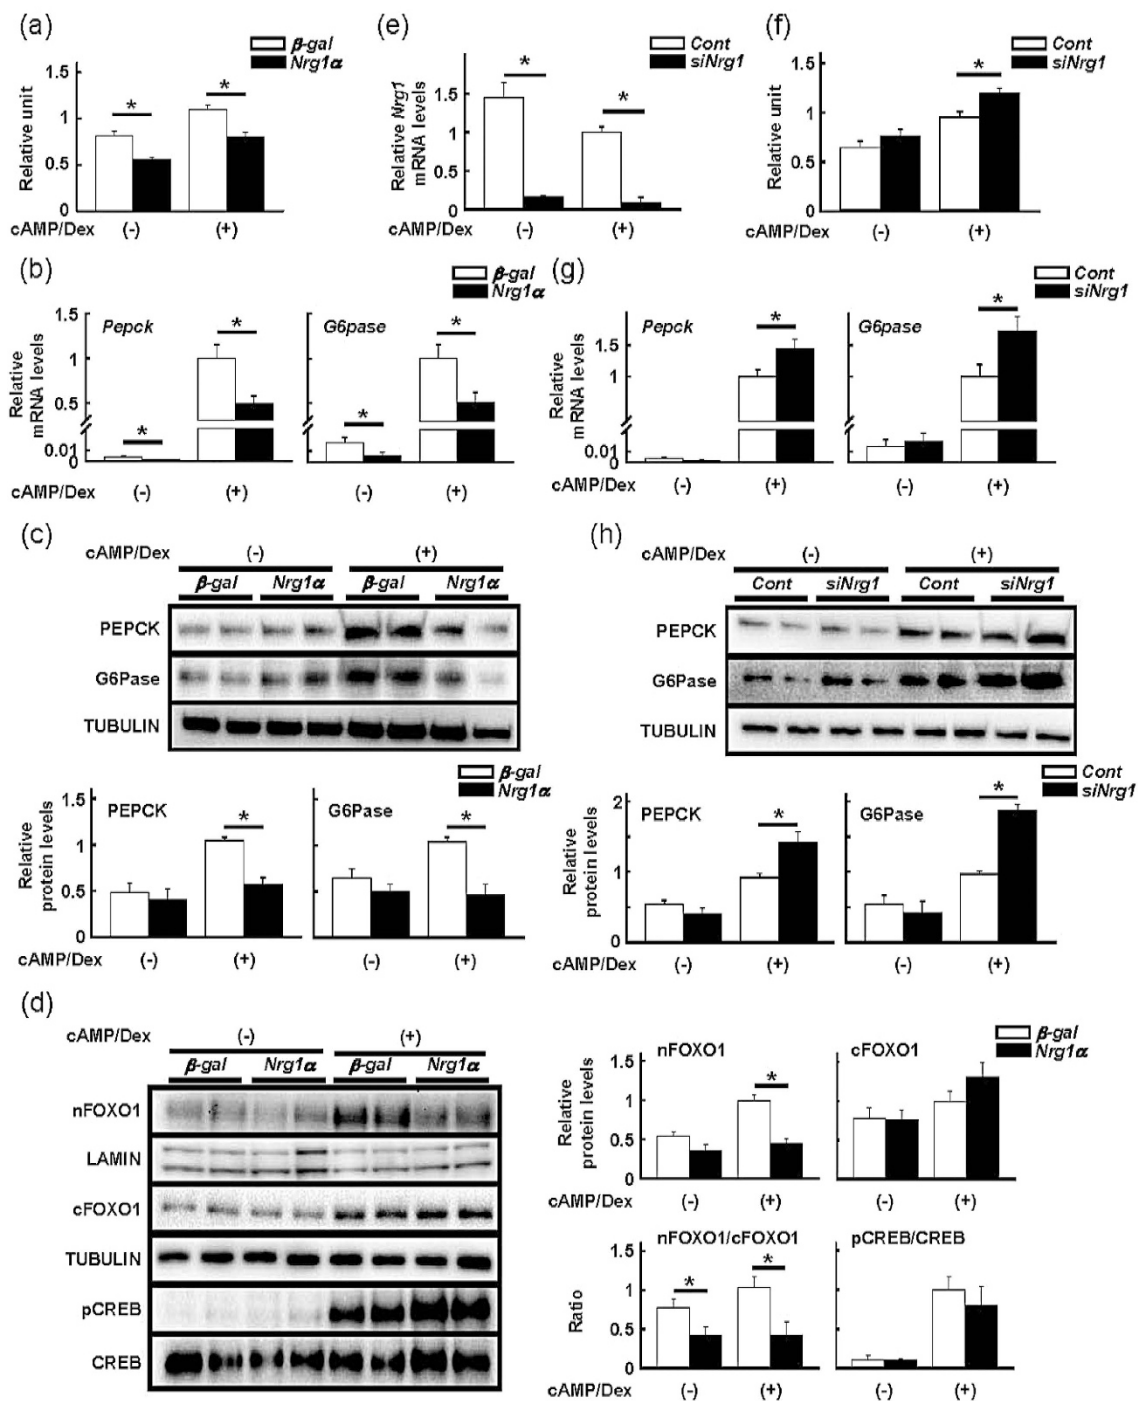 (a)
β-gal
Nrg1α
Relative unit
1.5
1
0.5
0
*
*
cAMP/Dex (-) (+)
(e)
Cont
siNrg1
Relative Nrg1
mRNA levels
1.5
1
0.5
0
*
*
cAMP/Dex (-) (+)
(f)
Cont
siNrg1
Relative unit
1.5
1
0.5
0
*
cAMP/Dex (-) (+)
(b)
β-gal
Nrg1α
Relative
mRNA levels
1.5
1
0.5
0.01
0
Pepck
*
*
G6pase
*
*
cAMP/Dex (-) (+) (-) (+)
(g)
Cont
siNrg1
Relative
mRNA levels
1.5
1
0.01
0
Pepck
*
G6pase
*
cAMP/Dex (-) (+) (-) (+)
(c)
cAMP/Dex (-) (+)
β-gal Nrg1α β-gal Nrg1α
PEPCK
G6Pase
TUBULIN
β-gal
Nrg1α
Relative
protein levels
1.5
1
0.5
0
PEPCK
*
G6Pase
*
cAMP/Dex (-) (+) (-) (+)
(h)
cAMP/Dex (-) (+)
Cont siNrg1 Cont siNrg1
PEPCK
G6Pase
TUBULIN
Cont
siNrg1
Relative
protein levels
2
1
0
PEPCK
*
G6Pase
*
cAMP/Dex (-) (+) (-) (+)
(d)
cAMP/Dex (-) (+)
β-gal Nrg1α β-gal Nrg1α
nFOXO1
LAMIN
cFOXO1
TUBULIN
pCREB
CREB
β-gal
Nrg1α
nFOXO1
cFOXO1
Relative
protein levels
1.5
1
0.5
0
*
cAMP/Dex (-) (+) (-) (+)
nFOXO1/cFOXO1
pCREB/CREB
Ratio
1.5
1
0.5
0
*
*
cAMP/Dex (-) (+) (-) (+)